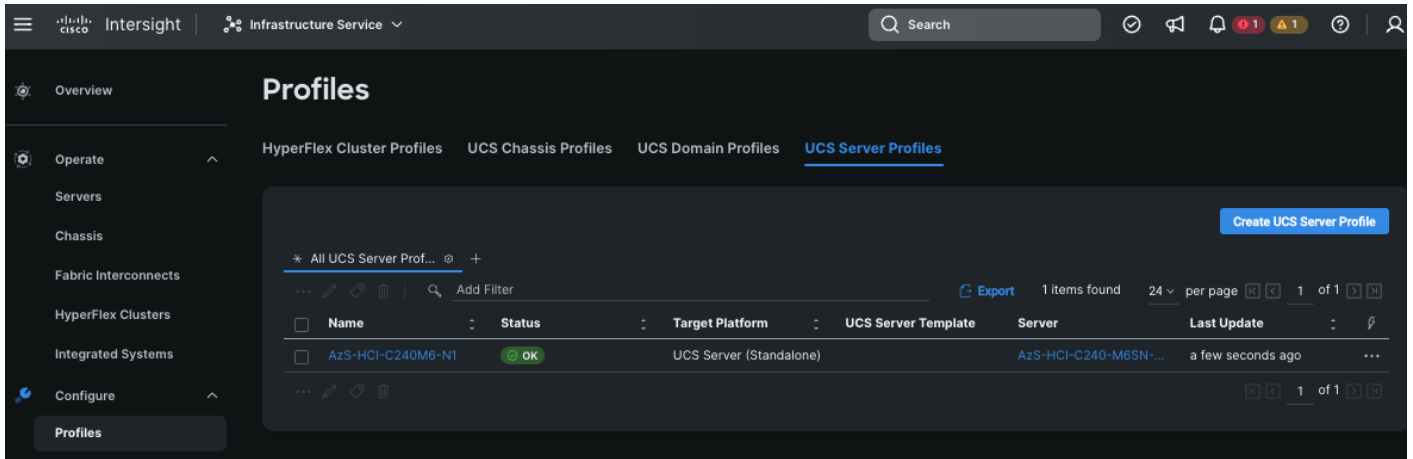 cisco Intersight Infrastructure Service Search 1 1
Overview
Profiles
HyperFlex Cluster Profiles UCS Chassis Profiles UCS Domain Profiles UCS Server Profiles
Operate
Servers
Chassis
Fabric Interconnects
HyperFlex Clusters
Integrated Systems
Configure
Profiles
Create UCS Server Profile
All UCS Server Prof... +
Add Filter Export 1 items found 24 per page 1 of 1
Name Status Target Platform UCS Server Template Server Last Update
AzS-HCI-C240M6-N1 OK UCS Server (Standalone) AzS-HCI-C240-M6SN-... a few seconds ago ...
... 1 of 1